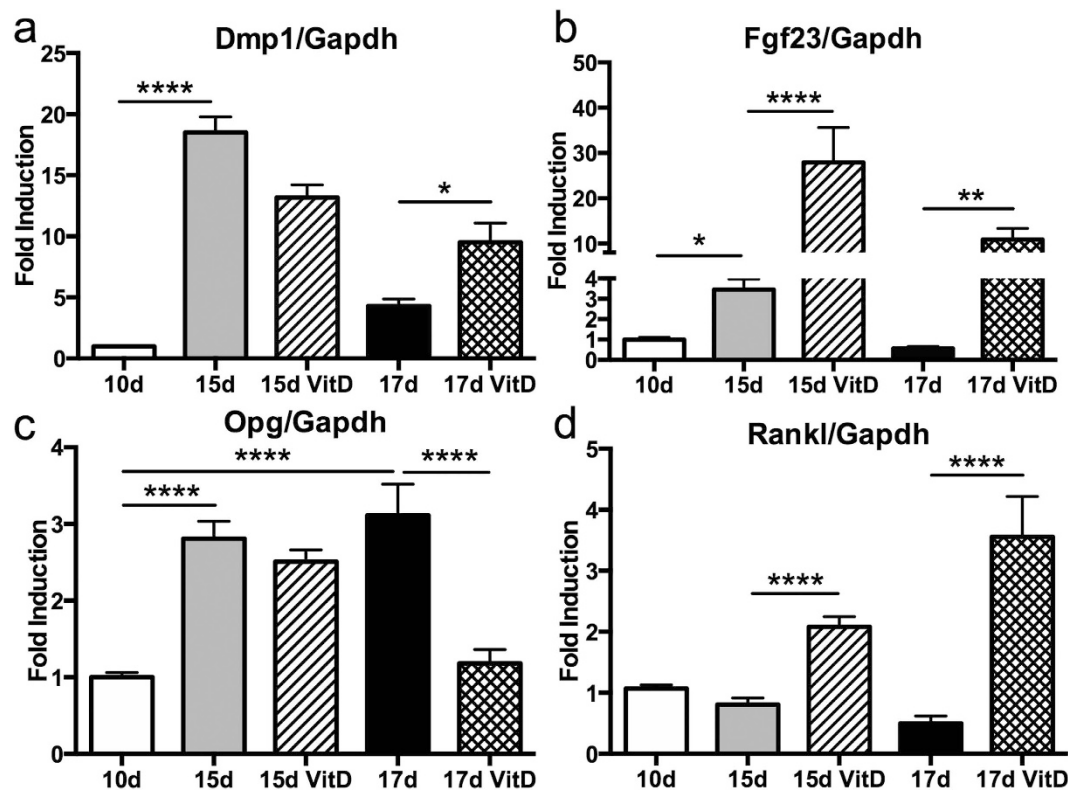 a
Dmp1/Gapdh
Fold Induction
25
20
15
10
5
0
****
*
10d 15d 15d VitD 17d 17d VitD
b
Fgf23/Gapdh
Fold Induction
50
40
30
20
10
4
3
2
1
0
*
****
**
10d 15d 15d VitD 17d 17d VitD
c
Opg/Gapdh
Fold Induction
4
3
2
1
0
****
****
****
10d 15d 15d VitD 17d 17d VitD
d
Rankl/Gapdh
Fold Induction
5
4
3
2
1
0
****
****
10d 15d 15d VitD 17d 17d VitD